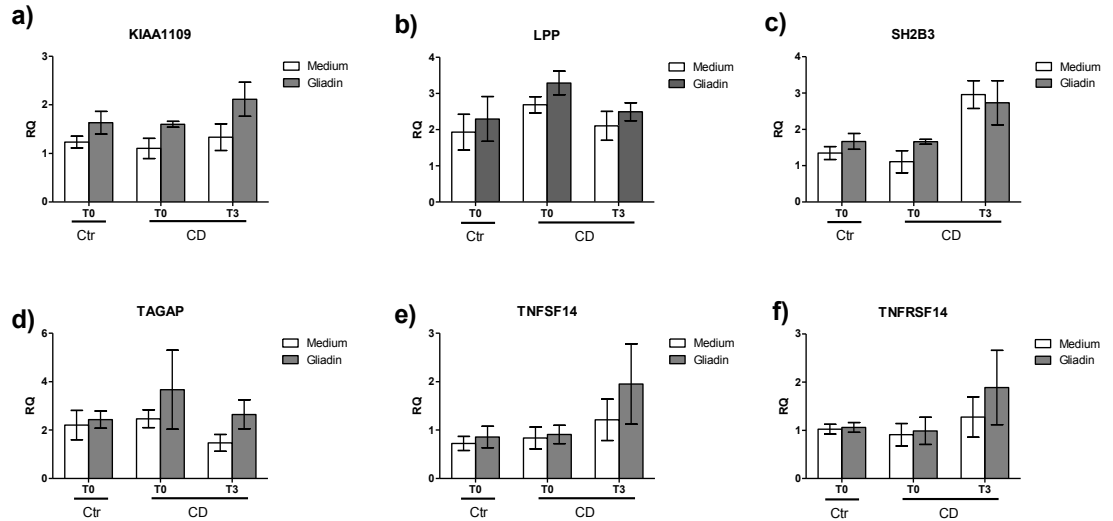 a)
KIAA1109
3
2
1
0
RQ
Medium
Gliadin
T0
T0
T3
Ctr
CD
b)
LPP
4
3
2
1
0
RQ
Medium
Gliadin
T0
T0
T3
Ctr
CD
c)
SH2B3
4
3
2
1
0
RQ
Medium
Gliadin
T0
T0
T3
Ctr
CD
d)
TAGAP
6
4
2
0
RQ
Medium
Gliadin
T0
T0
T3
Ctr
CD
e)
TNFSF14
3
2
1
0
RQ
Medium
Gliadin
T0
T0
T3
Ctr
CD
f)
TNFRSF14
3
2
1
0
RQ
Medium
Gliadin
T0
T0
T3
Ctr
CD